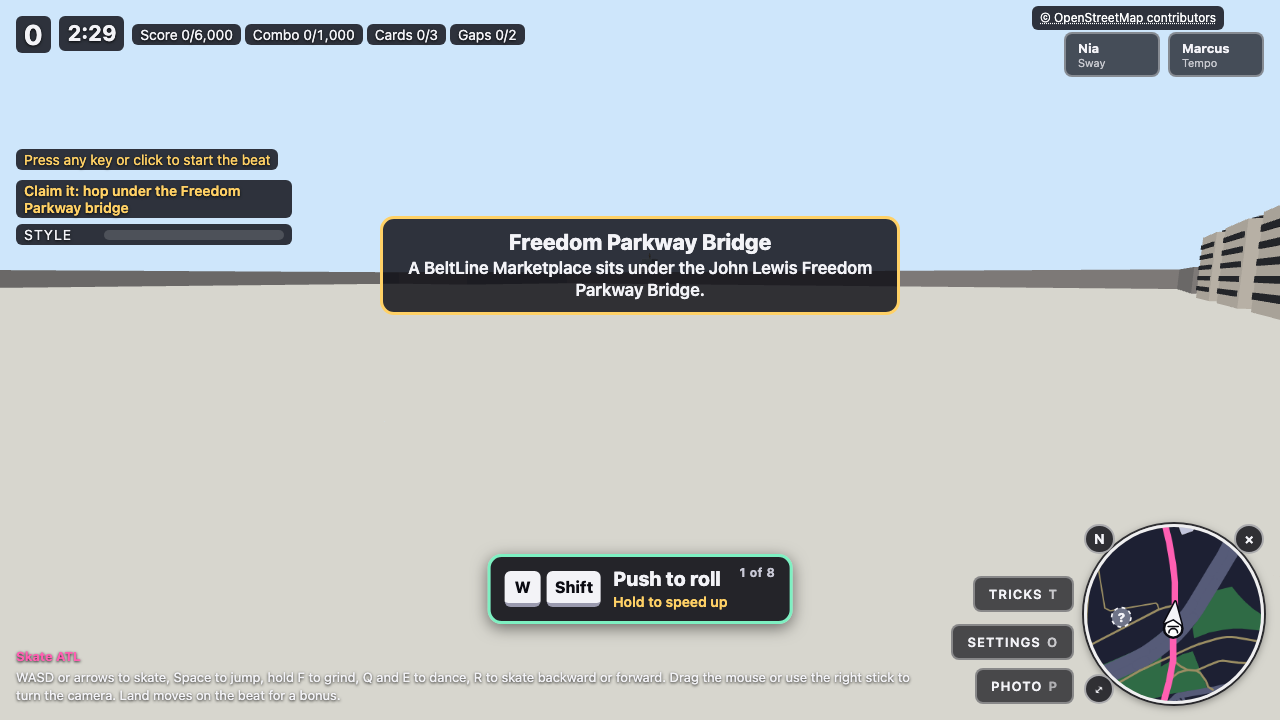 0
2:29
Score 0/6,000
Combo 0/1,000
Cards 0/3
Gaps 0/2
© OpenStreetMap contributors
Nia
Sway
Marcus
Tempo
Press any key or click to start the beat
Claim it: hop under the Freedom
Parkway bridge
STYLE
Freedom Parkway Bridge
A BeltLine Marketplace sits under the John Lewis Freedom
Parkway Bridge.
W
Shift
Push to roll
1 of 8
Hold to speed up
N
×
?
TRICKS T
SETTINGS O
PHOTO P
Skate ATL
WASD or arrows to skate, Space to jump, hold F to grind, Q and E to dance, R to skate backward or forward. Drag the mouse or use the right stick to
turn the camera. Land moves on the beat for a bonus.